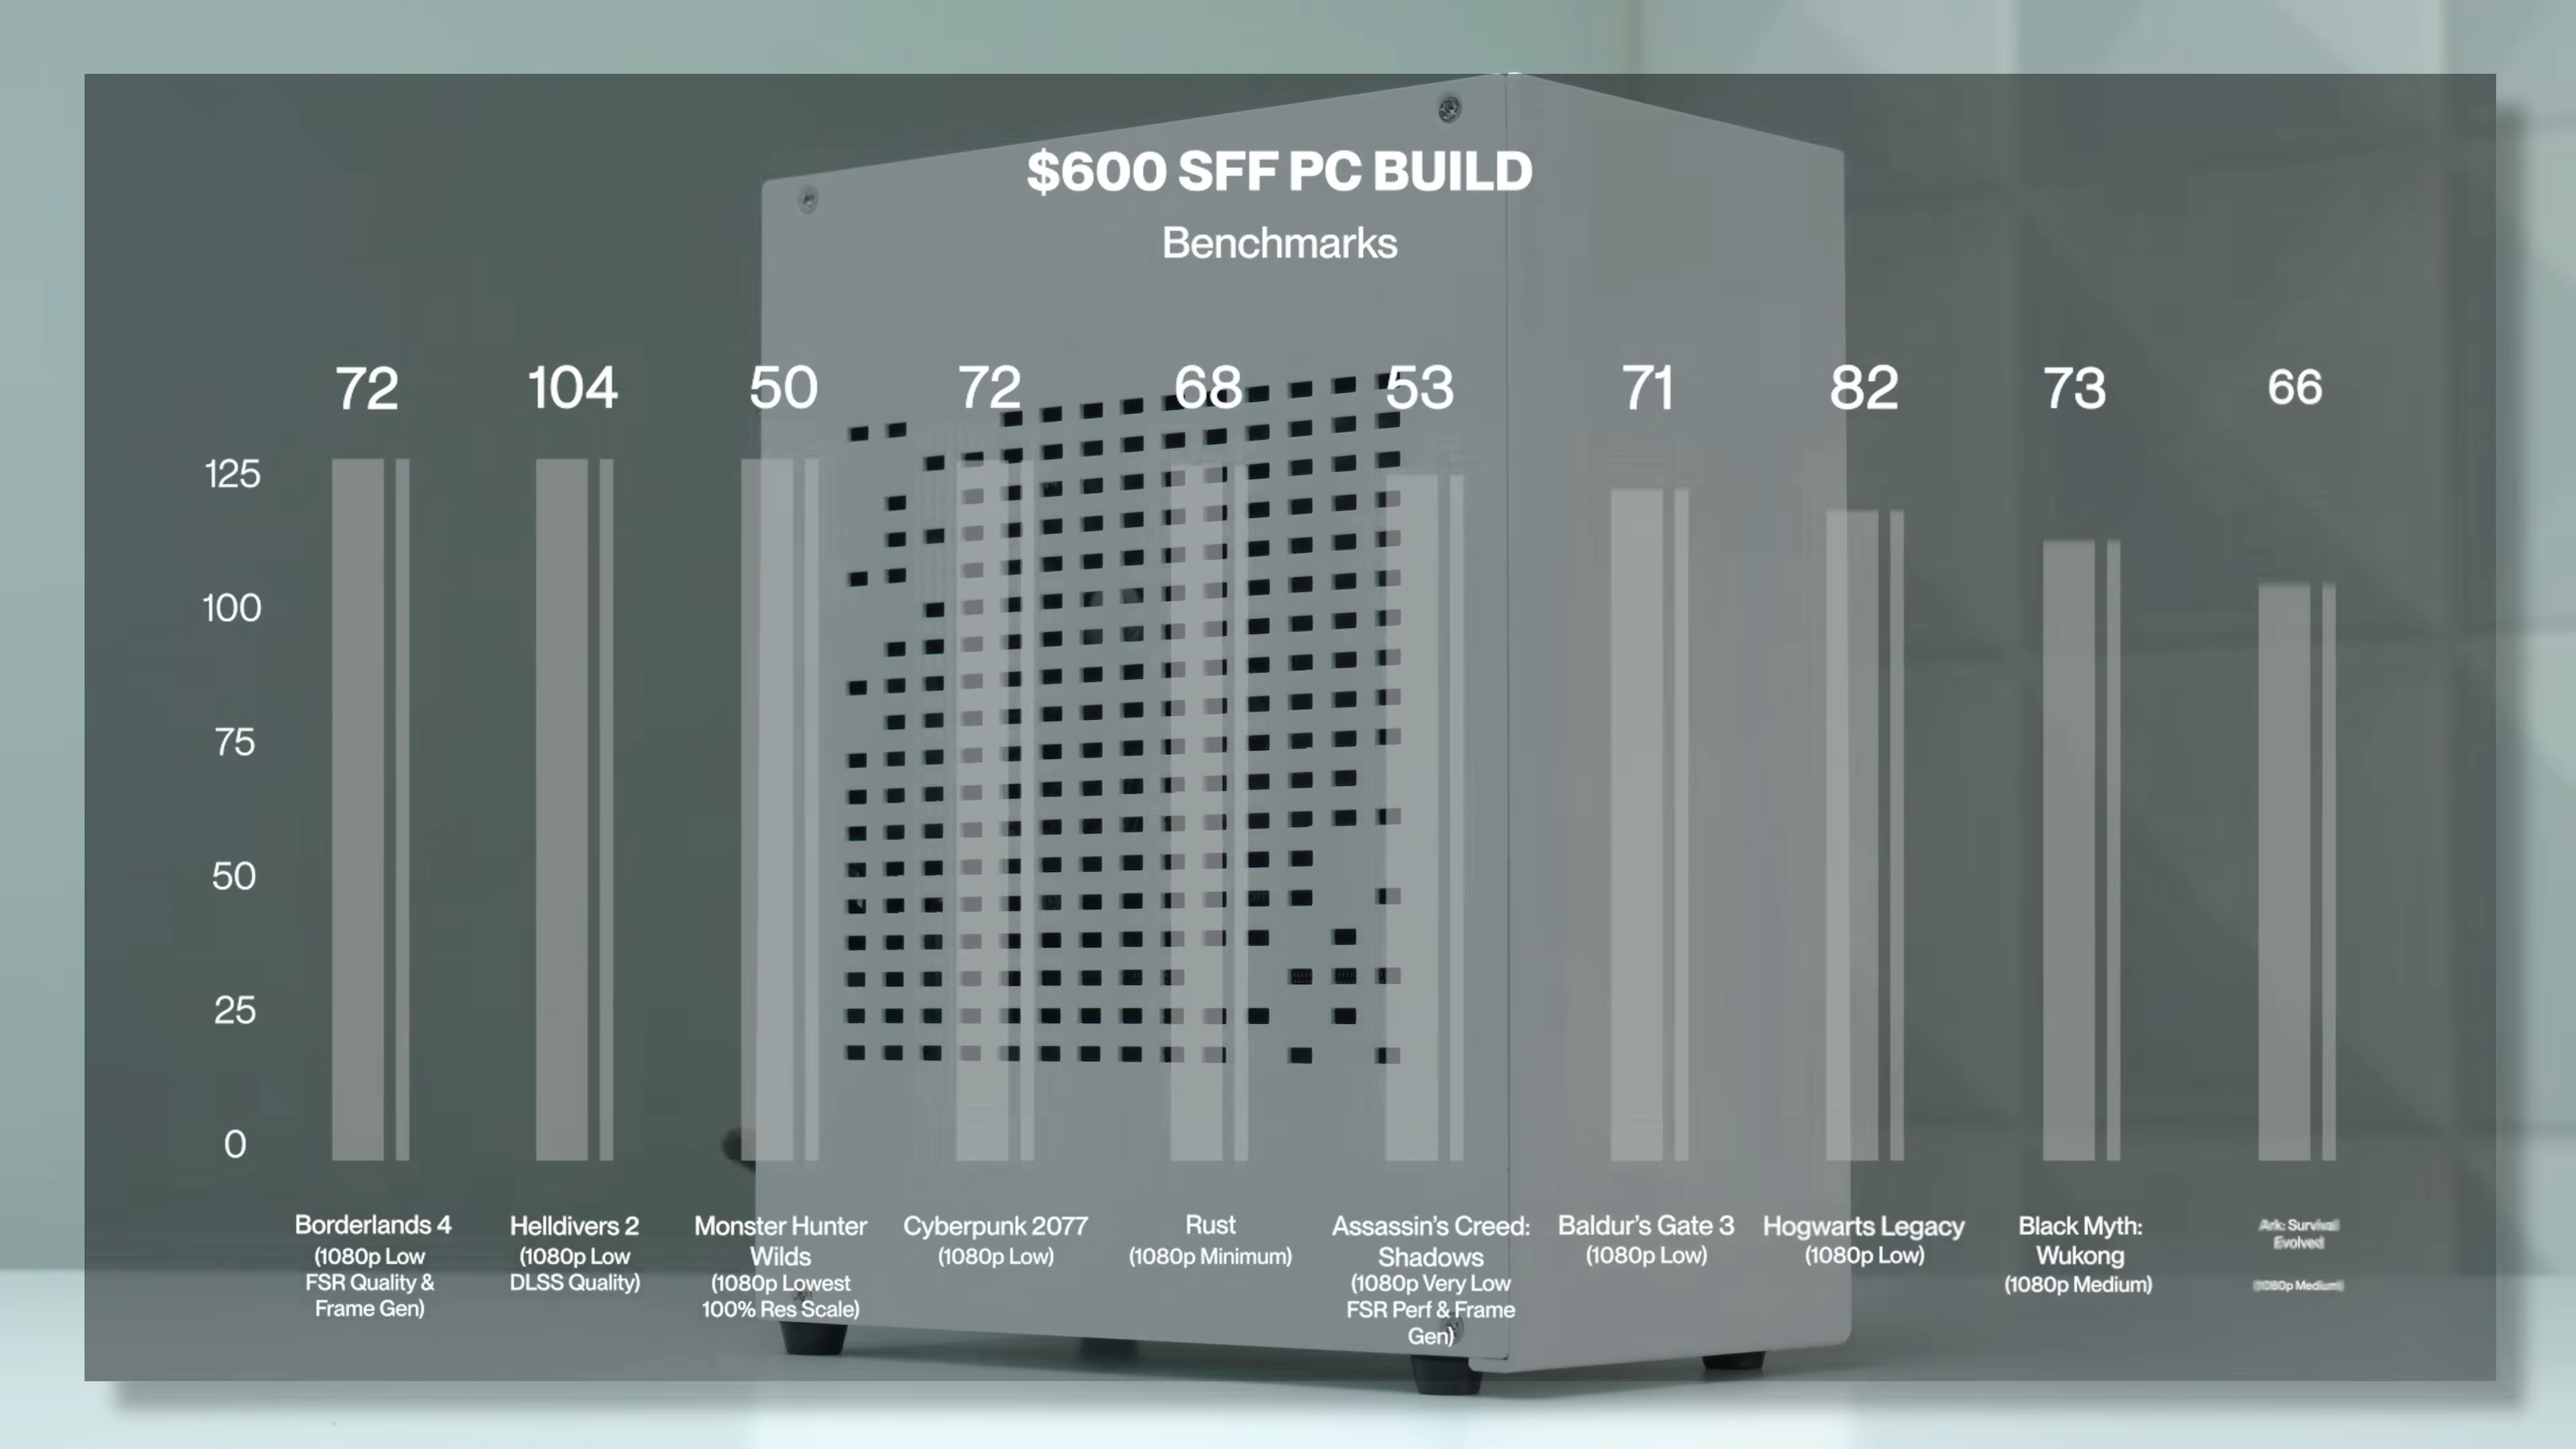 $600 SFF PC BUILD
Benchmarks
72
104
50
72
68
53
71
82
73
66
125
100
75
50
25
0
Borderlands 4
(1080p Low
FSR Quality &
Frame Gen)
Helldivers 2
(1080p Low
DLSS Quality)
Monster Hunter
Wilds
(1080p Lowest
100% Res Scale)
Cyberpunk 2077
(1080p Low)
Rust
(1080p Minimum)
Assassin's Creed:
Shadows
(1080p Very Low
FSR Perf & Frame
Gen)
Baldur's Gate 3
(1080p Low)
Hogwarts Legacy
(1080p Low)
Black Myth:
Wukong
(1080p Medium)
Ark: Survival
Evolved
(1080p Medium)